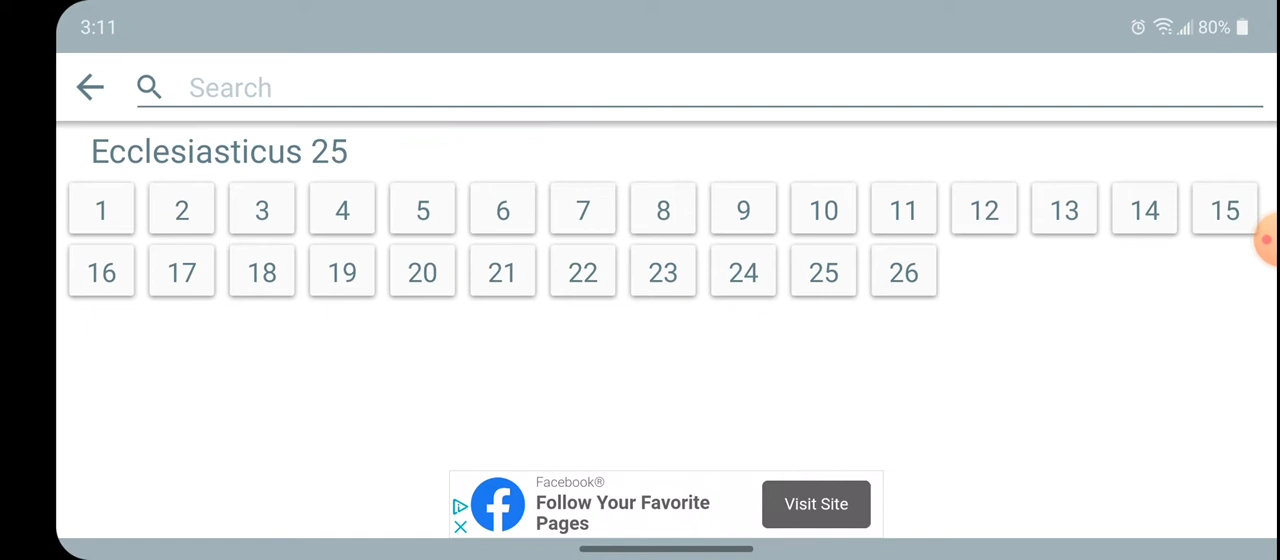 3:11
80%
Search
Ecclesiasticus 25
1 2 3 4 5 6 7 8 9 10 11 12 13 14 15
16 17 18 19 20 21 22 23 24 25 26
Facebook®
Follow Your Favorite
Pages
Visit Site